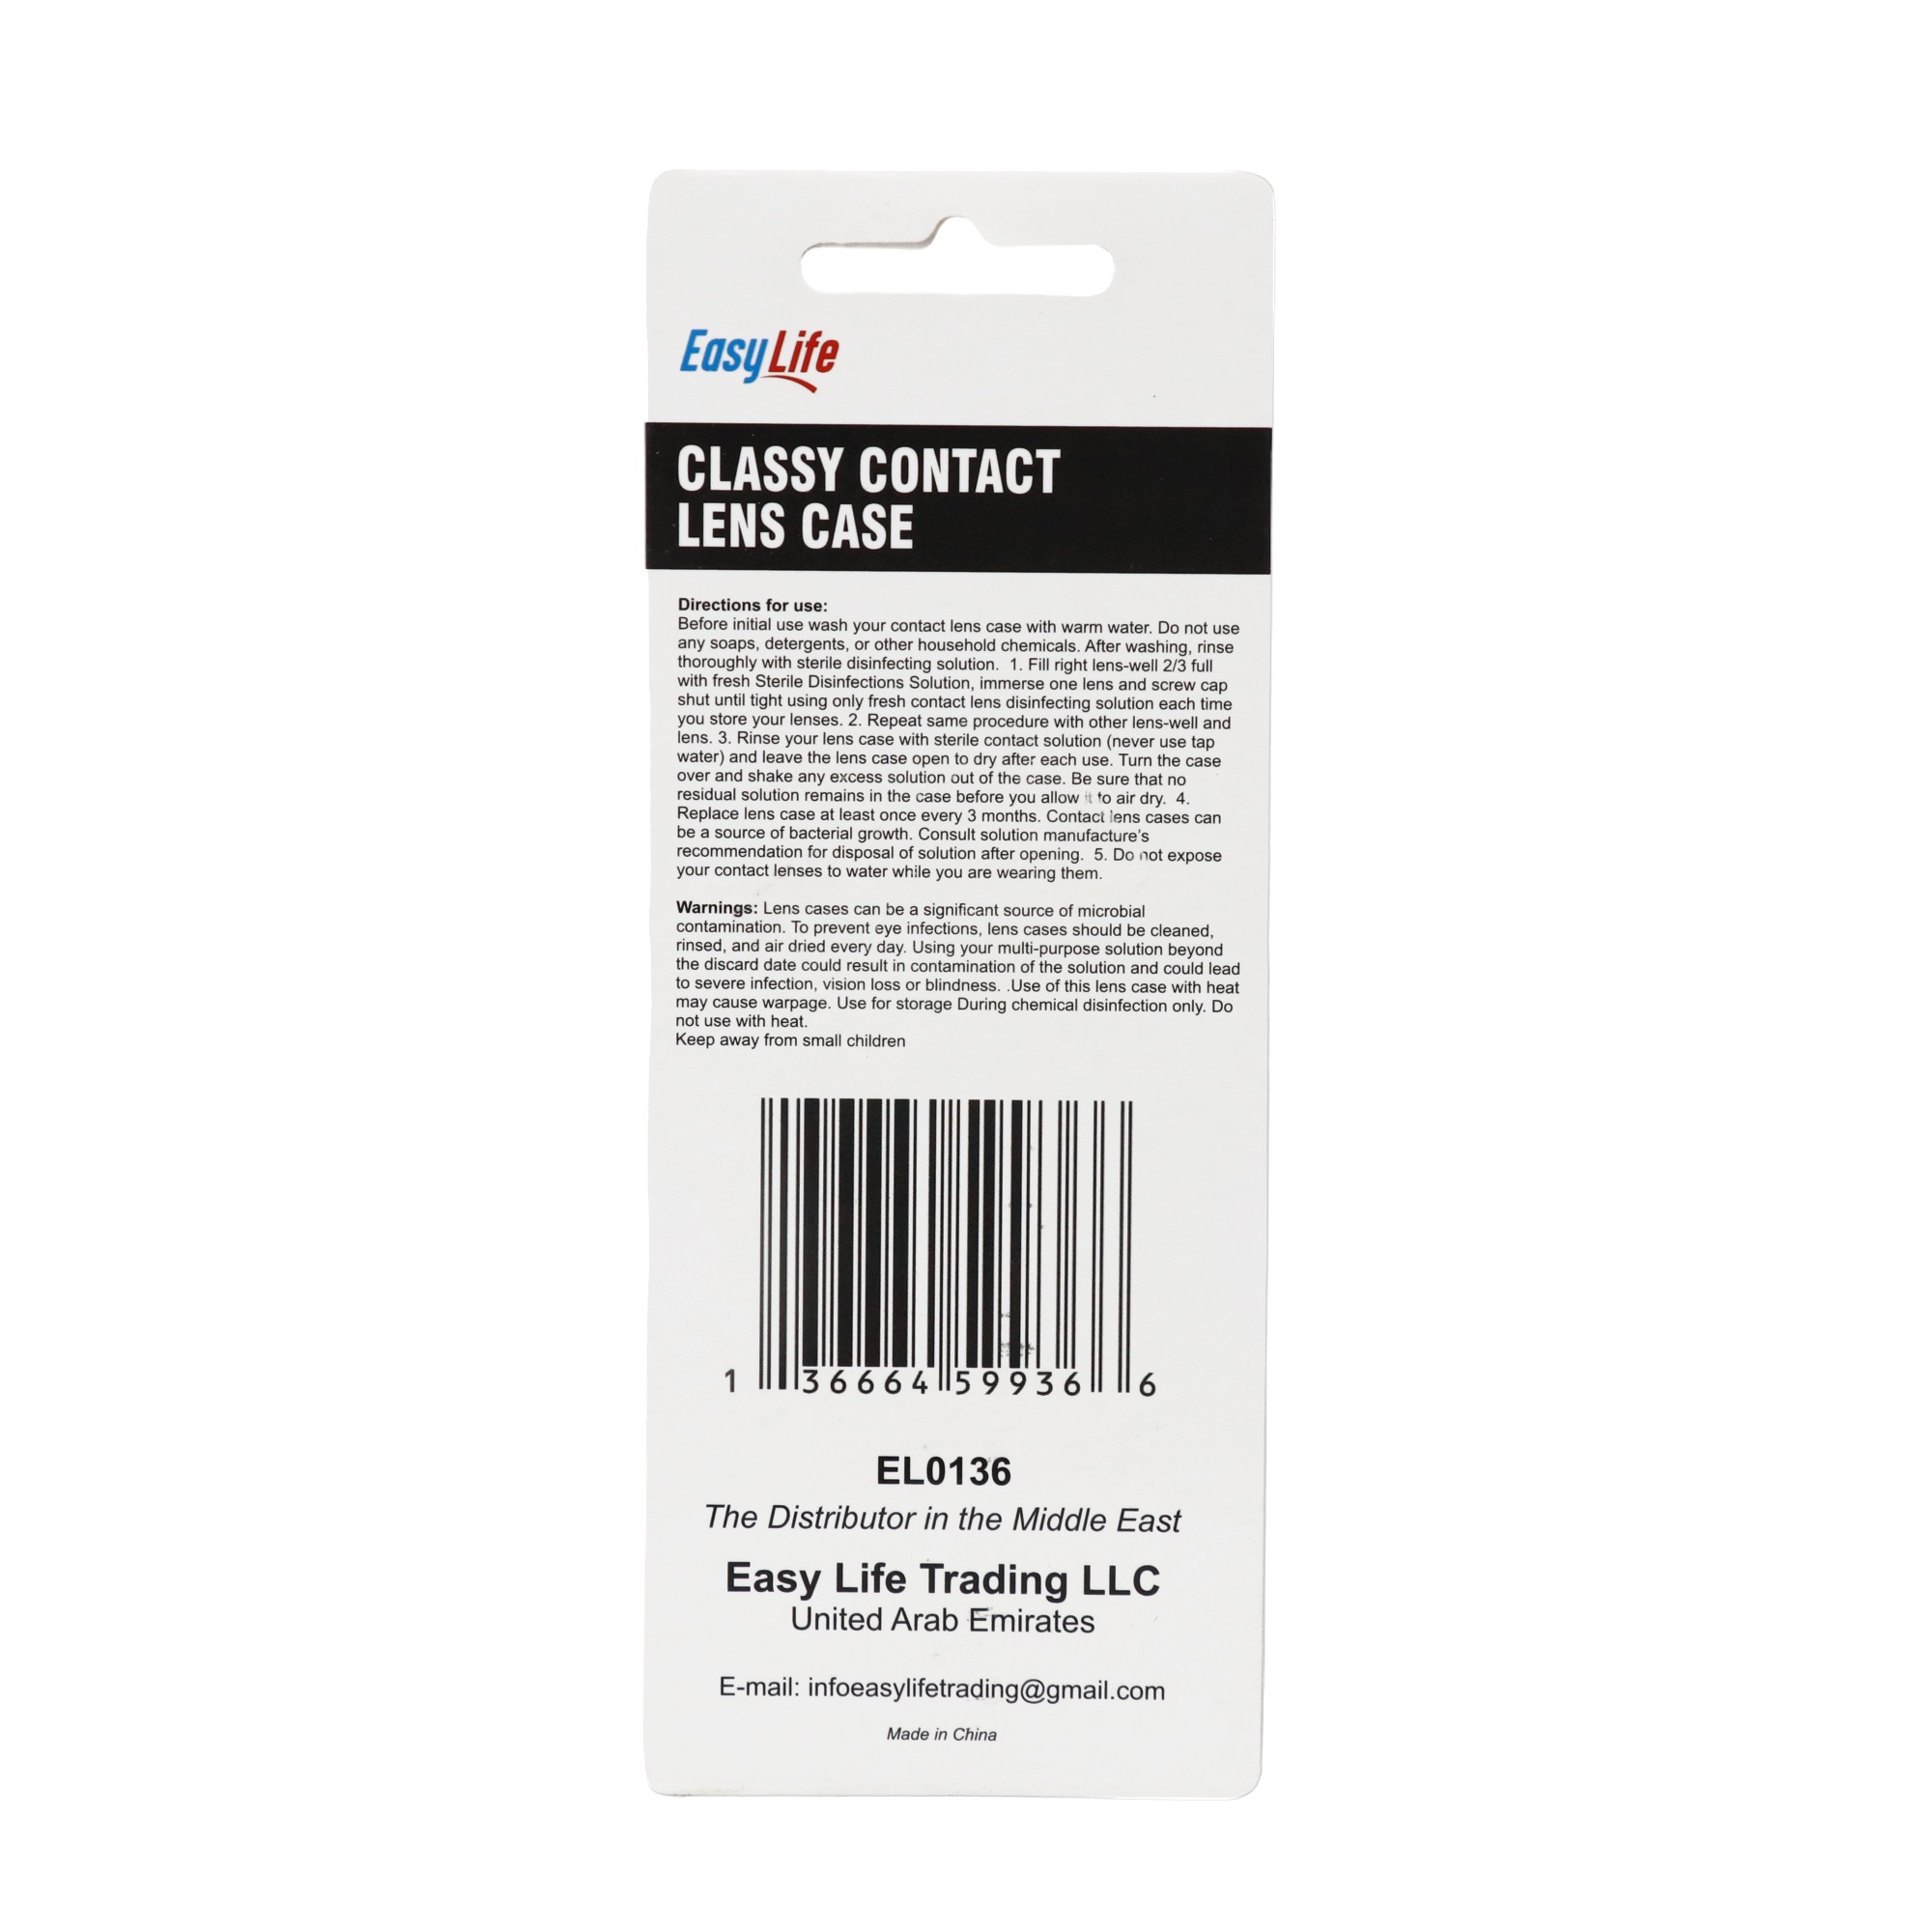 EasyLife
CLASSY CONTACT
LENS CASE
Directions for use:
Before initial use wash your contact lens case with warm water. Do not use
any soaps, detergents, or other household chemicals. After washing, rinse
thoroughly with sterile disinfecting solution.  1. Fill right lens-well 2/3 full
with fresh Sterile Disinfections Solution, immerse one lens and screw cap
shut until tight using only fresh contact lens disinfecting solution each time
you store your lenses. 2. Repeat same procedure with other lens-well and
lens. 3. Rinse your lens case with sterile contact solution (never use tap
water) and leave the lens case open to dry after each use. Turn the case
over and shake any excess solution out of the case. Be sure that no
residual solution remains in the case before you allow it to air dry.  4.
Replace lens case at least once every 3 months. Contact lens cases can
be a source of bacterial growth. Consult solution manufacture's
recommendation for disposal of solution after opening.  5. Do not expose
your contact lenses to water while you are wearing them.
Warnings: Lens cases can be a significant source of microbial
contamination. To prevent eye infections, lens cases should be cleaned,
rinsed, and air dried every day. Using your multi-purpose solution beyond
the discard date could result in contamination of the solution and could lead
to severe infection, vision loss or blindness. .Use of this lens case with heat
may cause warpage. Use for storage During chemical disinfection only. Do
not use with heat.
Keep away from small children
1 36664 59936 6
EL0136
The Distributor in the Middle East
Easy Life Trading LLC
United Arab Emirates
E-mail: infoeasylifetrading@gmail.com
Made in China